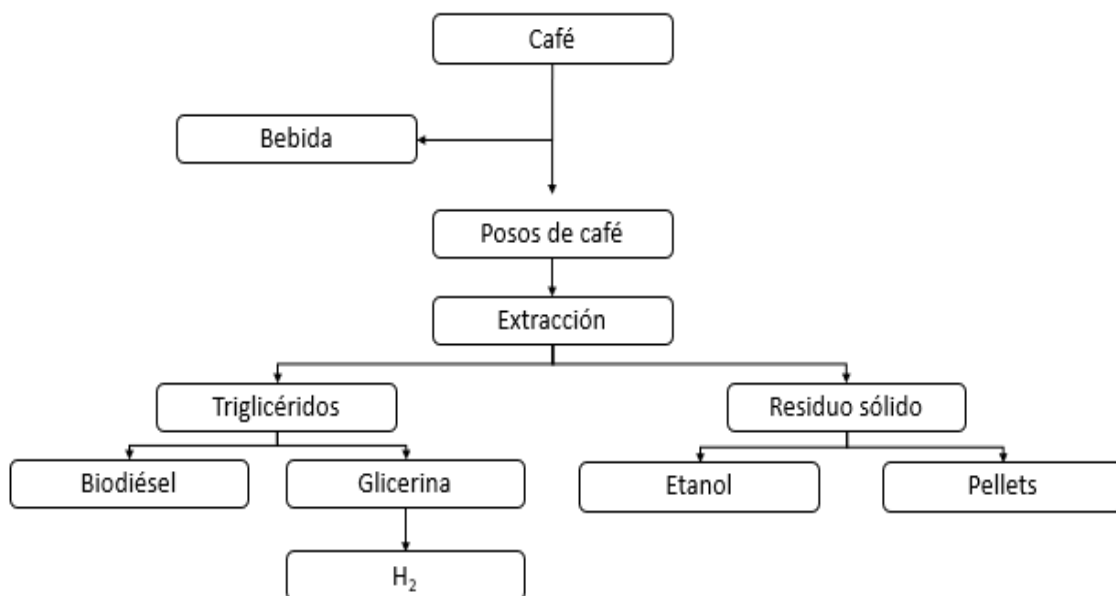 Café
Bebida
Posos de café
Extracción
Triglicéridos
Residuo sólido
Biodiésel
Glicerina
Etanol
Pellets
H₂